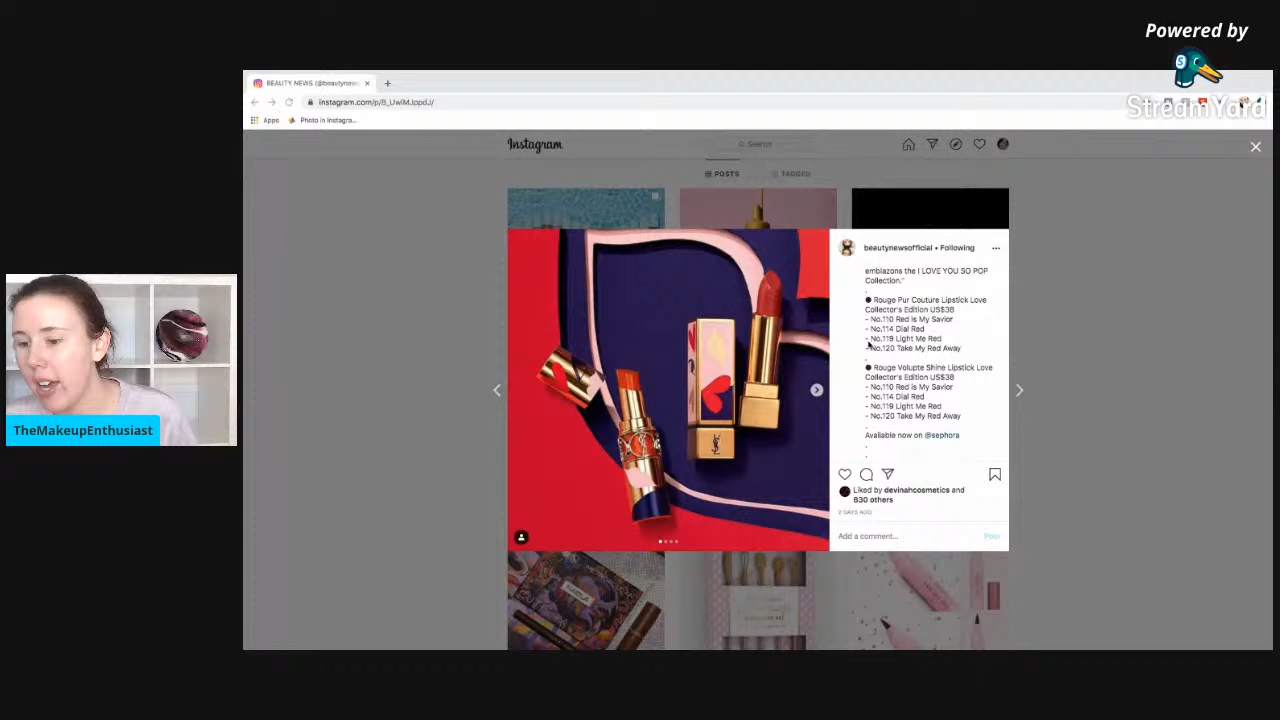 Powered by
StreamYard
BEAUTY NEWS (@beautynews
instagram.com/p/B_UwiMJppdJ/
Apps
Photo in Instagra...
Instagram
Search
POSTS
TAGGED
beautynewsofficial • Following
emblazons the I LOVE YOU SO POP
Collection."
.
● Rouge Pur Couture Lipstick Love
Collector's Edition US$38
- No.110 Red Is My Savior
- No.114 Dial Red
- No.119 Light Me Red
- No.120 Take My Red Away
.
● Rouge Volupte Shine Lipstick Love
Collector's Edition US$38
- No.110 Red is My Savior
- No.114 Dial Red
- No.119 Light Me Red
- No.120 Take My Red Away
.
Available now on @sephora
.
.
Liked by devinahcosmetics and
830 others
2 DAYS AGO
Add a comment...
Post
TheMakeupEnthusiast